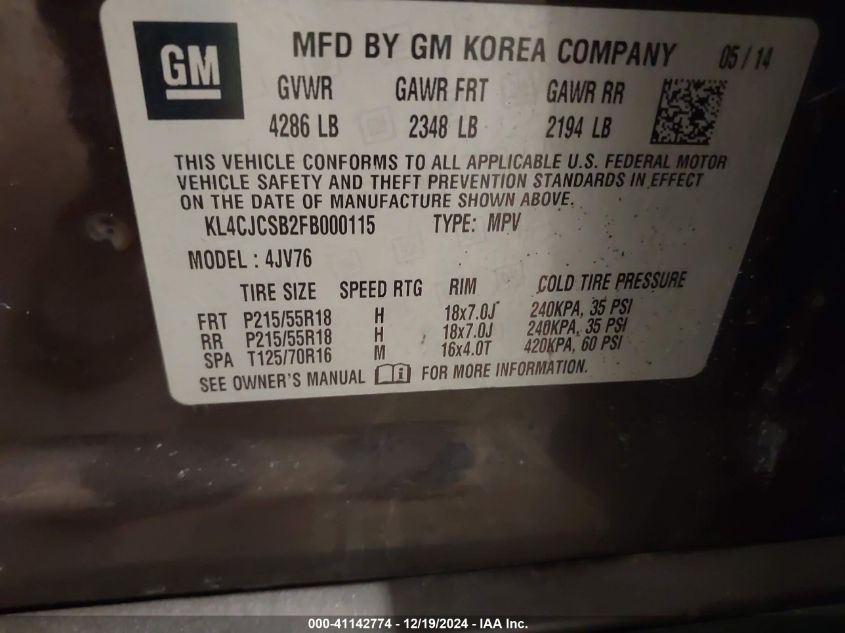 GM MFD BY GM KOREA COMPANY 05/14
GVWR GAWR FRT GAWR RR
4286 LB 2348 LB 2194 LB
THIS VEHICLE CONFORMS TO ALL APPLICABLE U.S. FEDERAL MOTOR
VEHICLE SAFETY AND THEFT PREVENTION STANDARDS IN EFFECT
ON THE DATE OF MANUFACTURE SHOWN ABOVE.
KL4CJCSB2FB000115 TYPE: MPV
MODEL : 4JV76
TIRE SIZE SPEED RTG RIM COLD TIRE PRESSURE
FRT P215/55R18 H 18x7.0J 240KPA, 35 PSI
RR P215/55R18 H 18x7.0J 240KPA, 35 PSI
SPA T125/70R16 M 16x4.0T 420KPA, 60 PSI
SEE OWNER'S MANUAL FOR MORE INFORMATION.
000-41142774 - 12/19/2024 - IAA Inc.